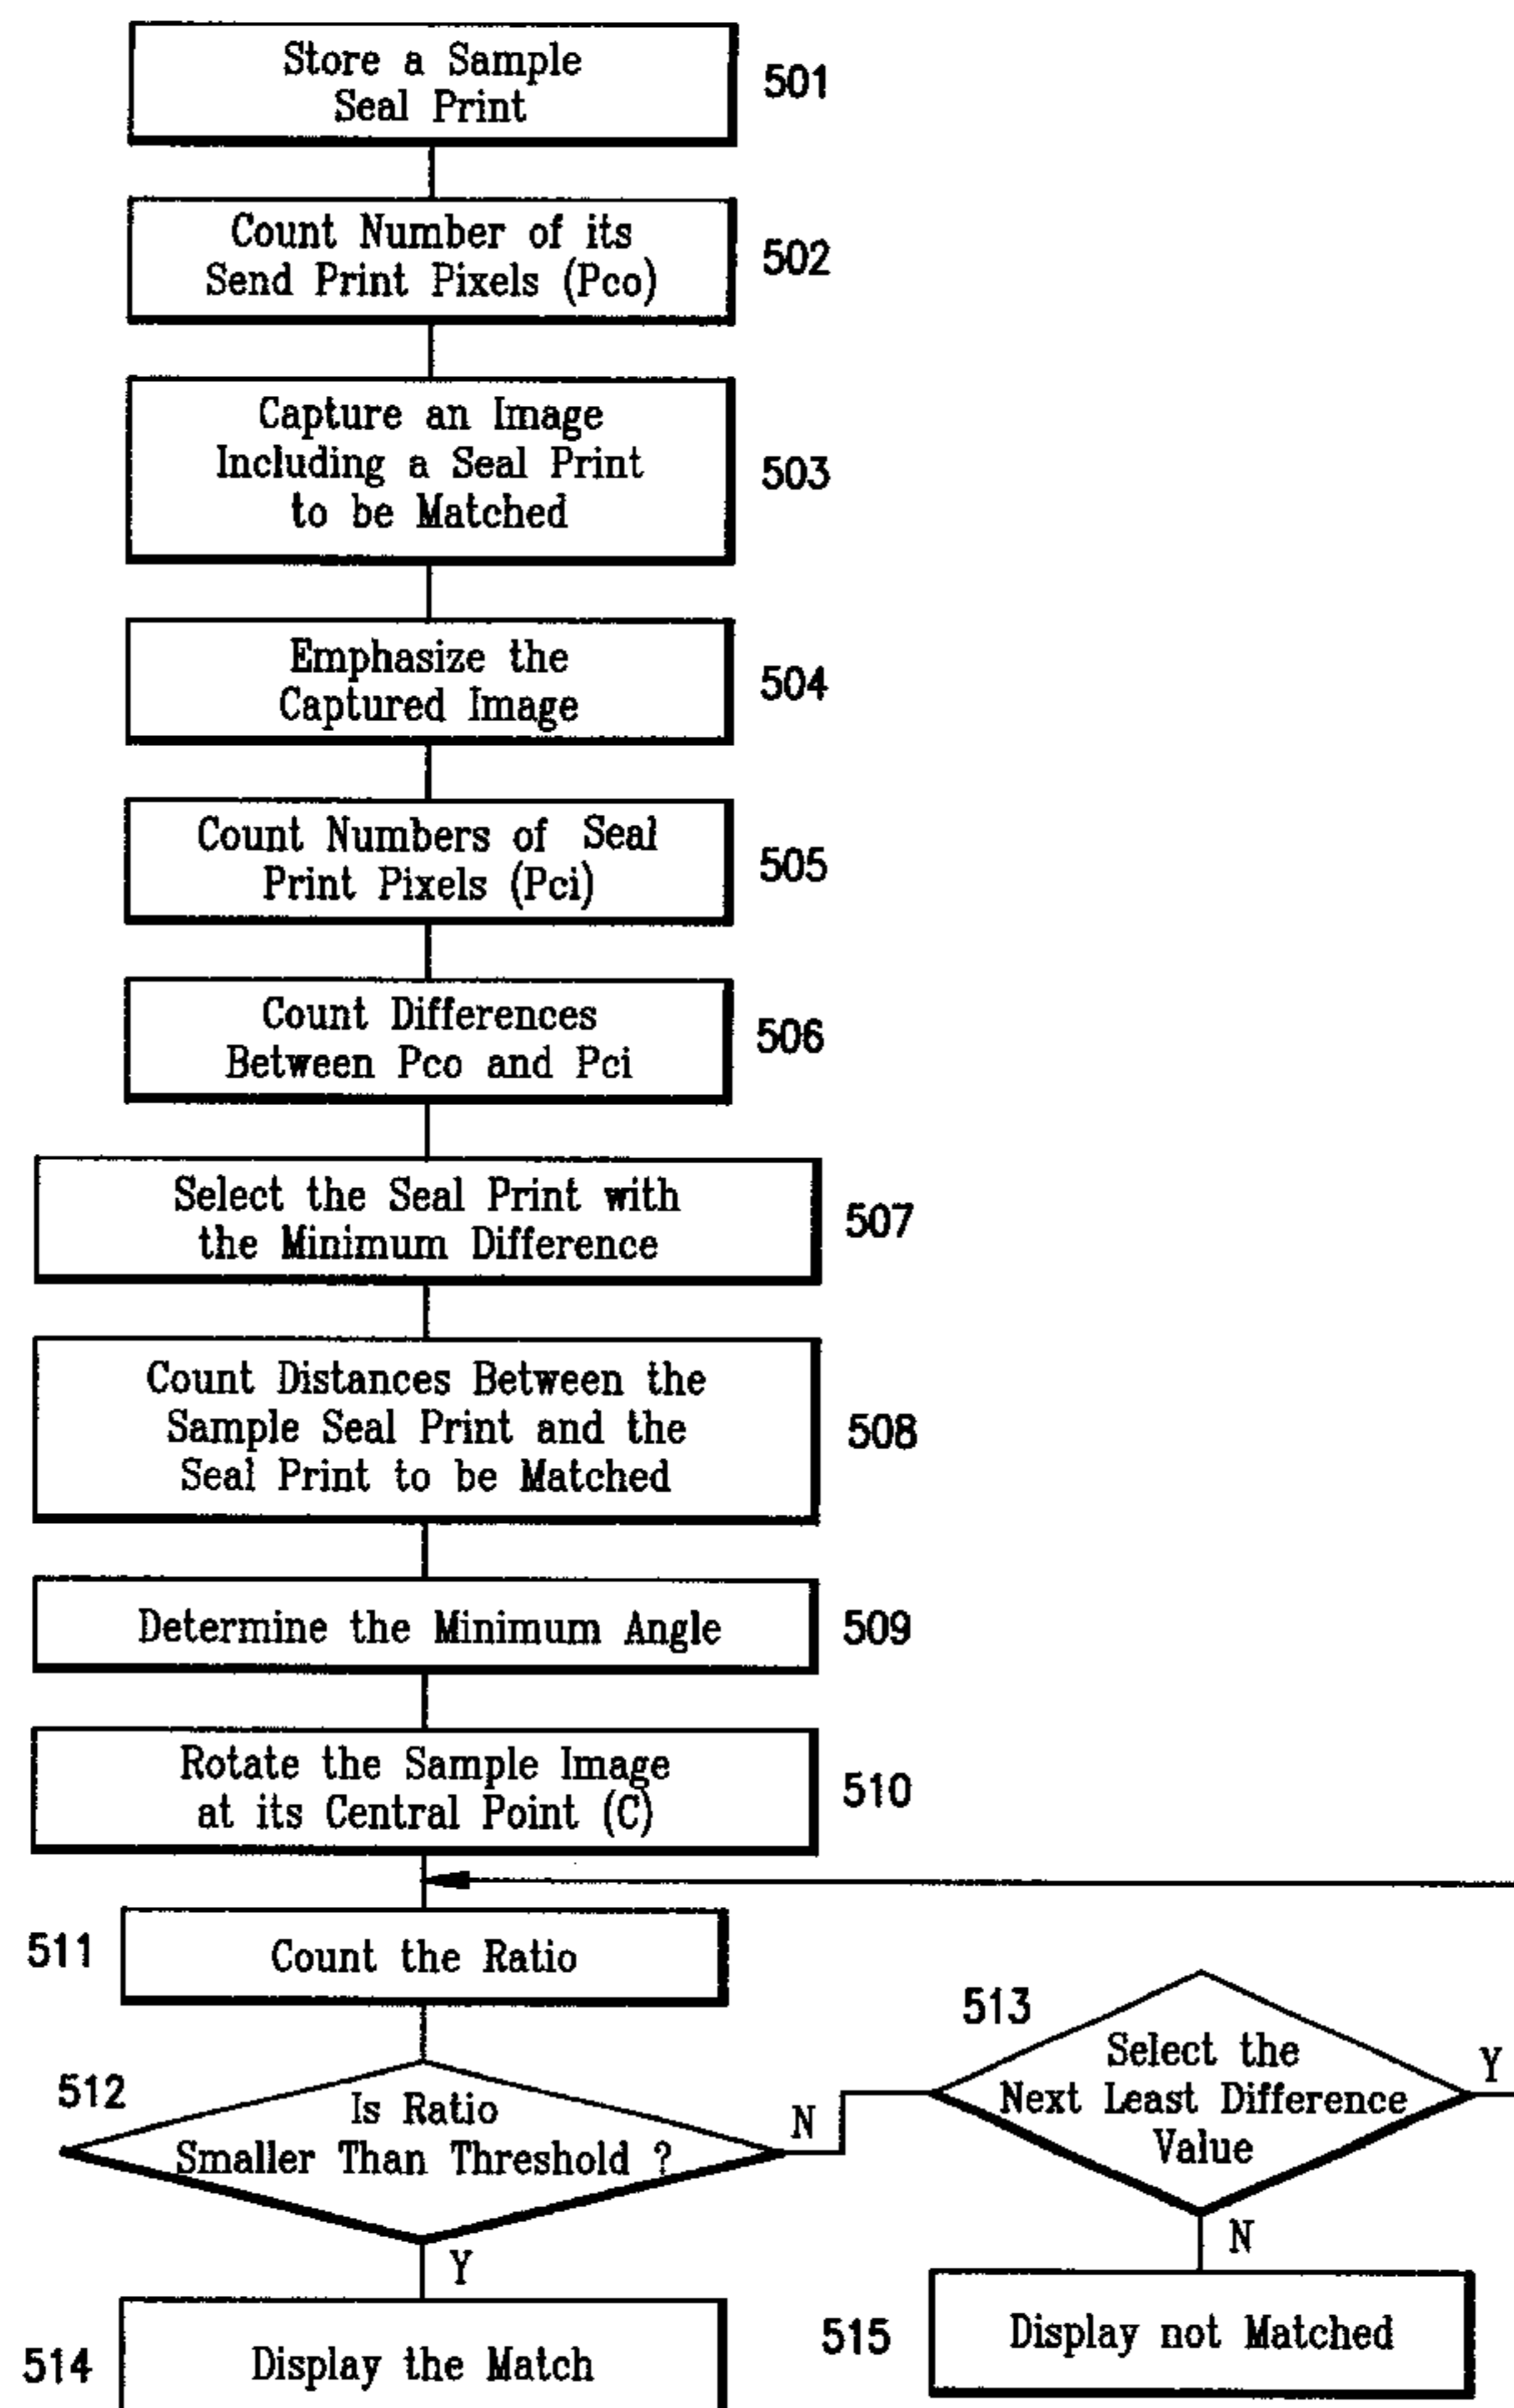 Store a Sample
Seal Print
501
Count Number of its
Send Print Pixels (Pco)
502
Capture an Image
Including a Seal Print
to be Matched
503
Emphasize the
Captured Image
504
Count Numbers of Seal
Print Pixels (Pci)
505
Count Differences
Between Pco and Pci
506
Select the Seal Print with
the Minimum Difference
507
Count Distances Between the
Sample Seal Print and the
Seal Print to be Matched
508
Determine the Minimum Angle
509
Rotate the Sample Image
at its Central Point (C)
510
511
Count the Ratio
512
Is Ratio
Smaller Than Threshold ?
N
Y
513
Select the
Next Least Difference
Value
Y
N
514
Display the Match
515
Display not Matched